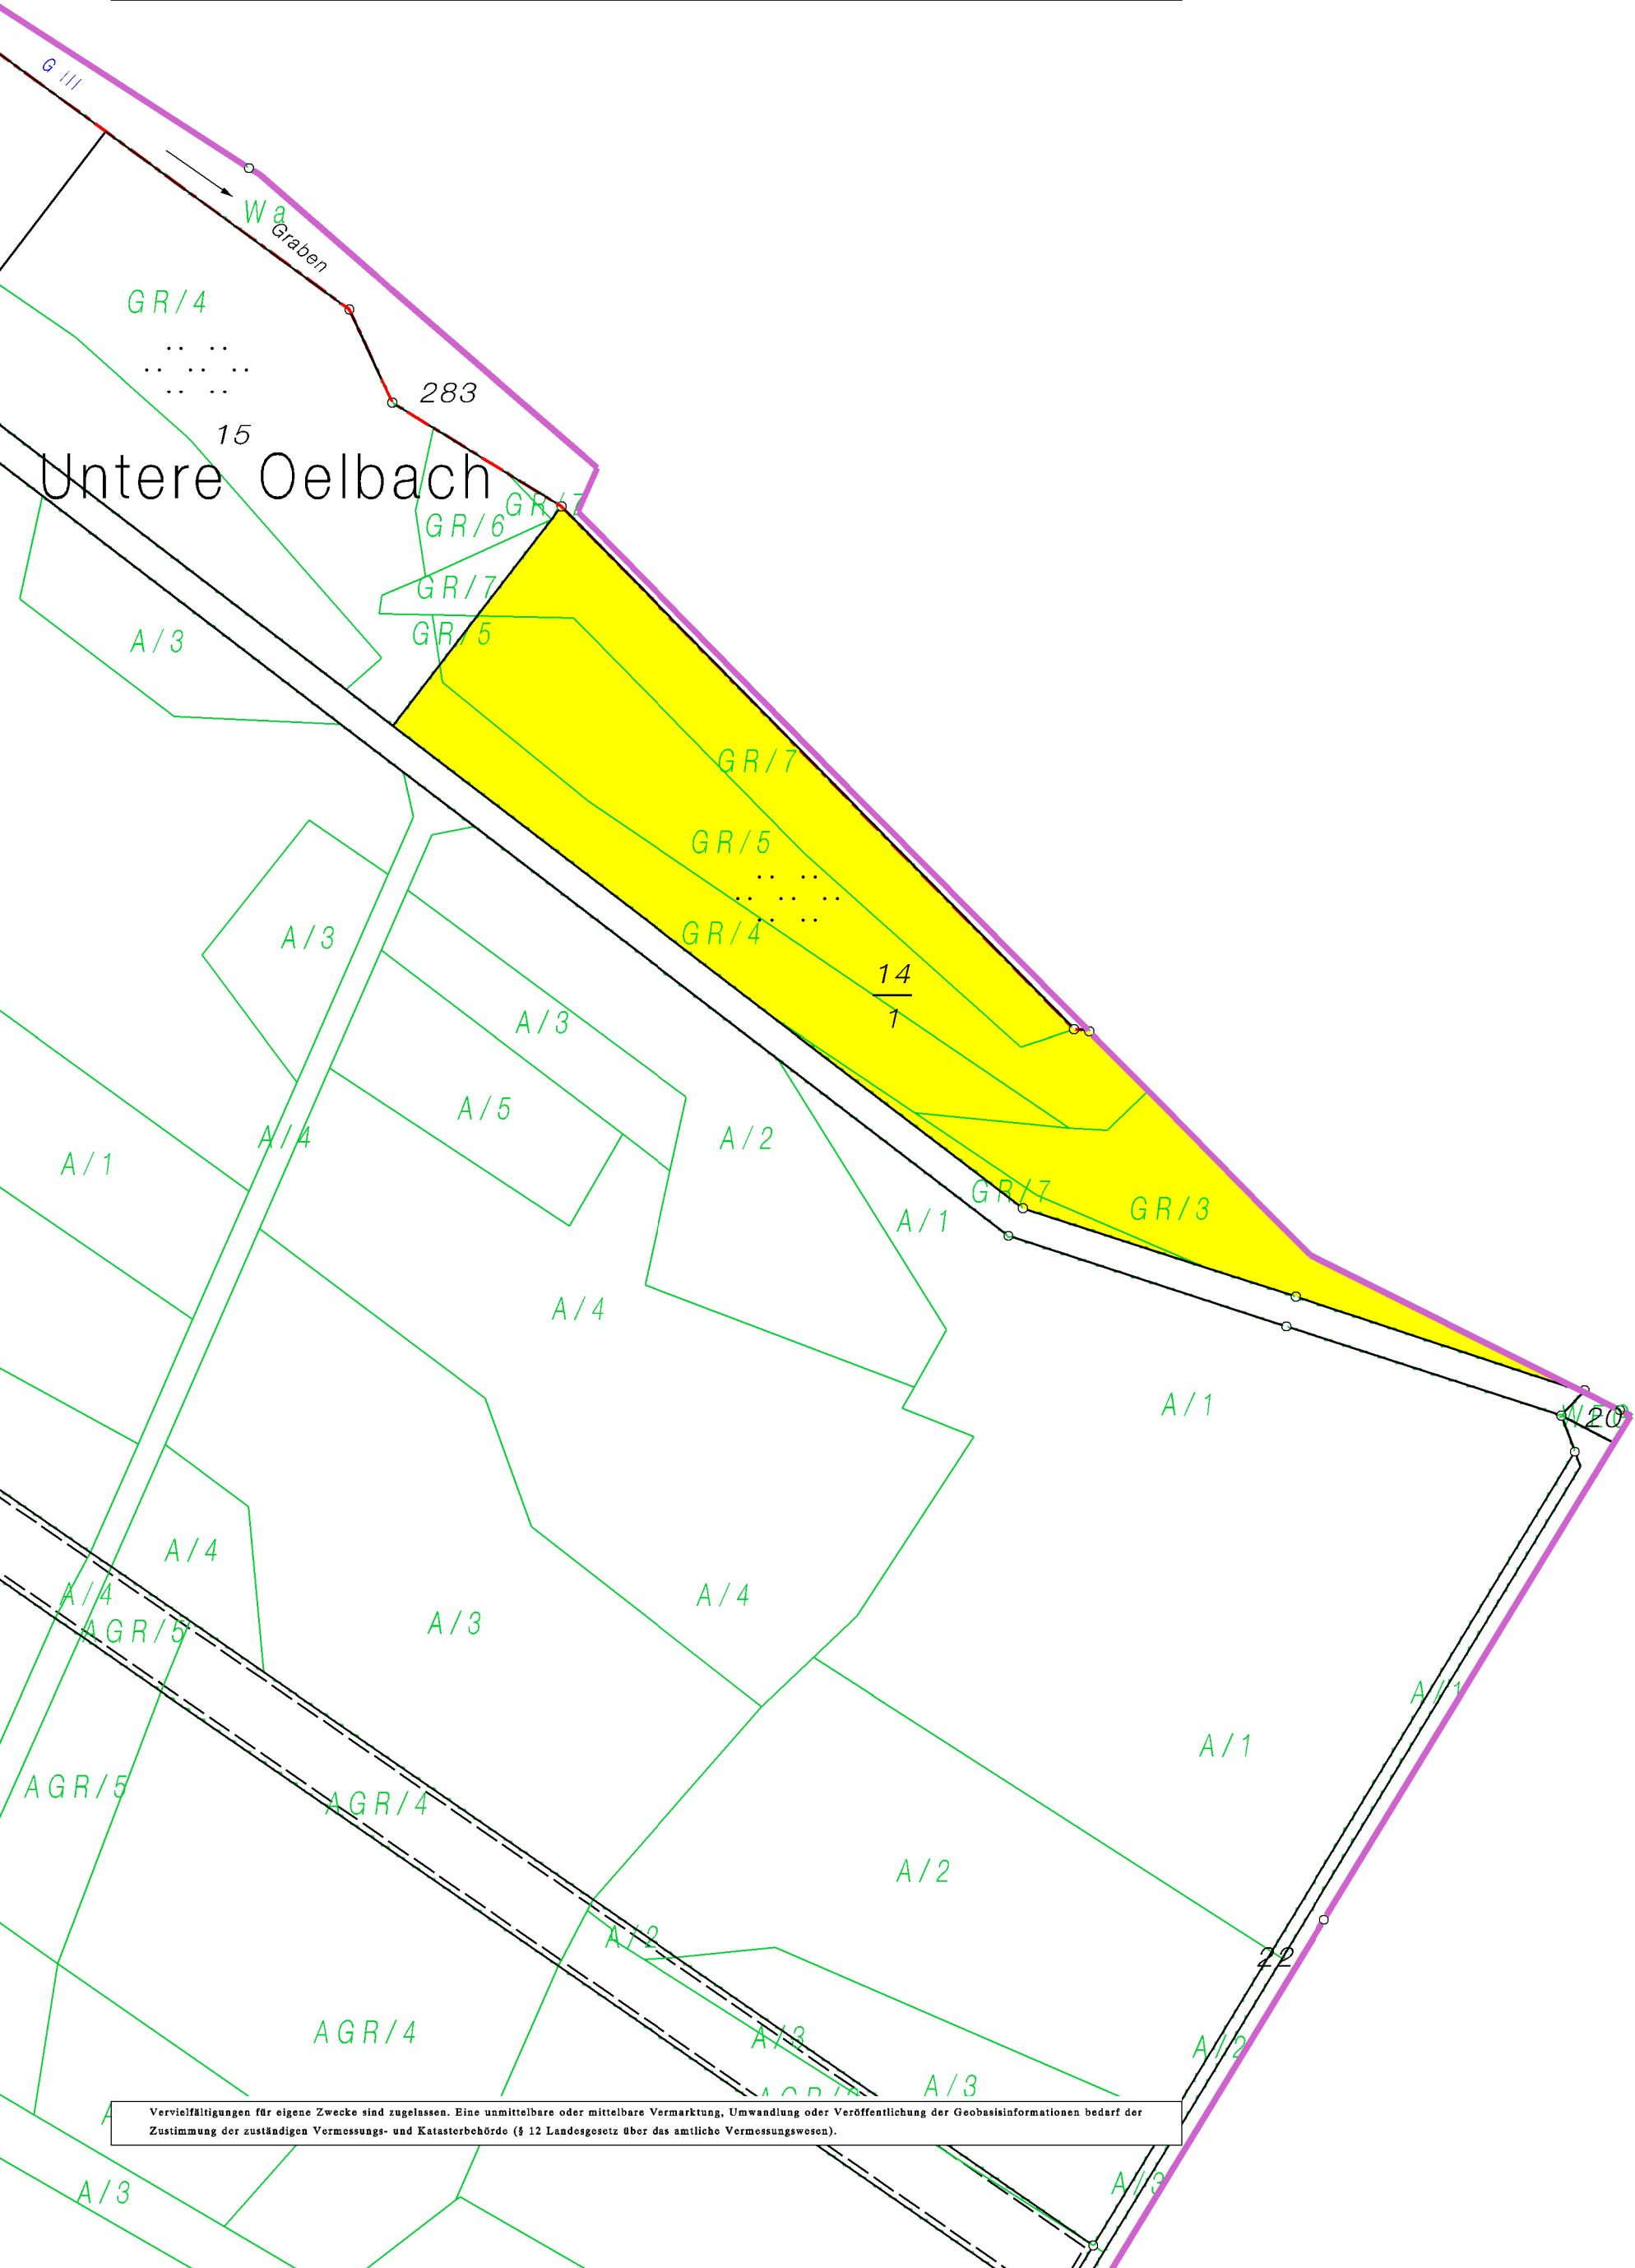 G III
Wa
Graben
GR/4
283
15
Untere Oelbach
GR/7
GR/6
GR/7
GR/5
A/3
GR/7
GR/5
GR/4
A/3
14
1
A/3
A/5
A/4
A/2
A/1
GR/7
GR/3
A/1
A/4
A/1
20
A/4
A/4
A/4
A/3
AGR/5
A/1
A/1
AGR/5
AGR/4
A/2
A/2
22
AGR/4
A/3
A/2
A/3
Vervielfältigungen für eigene Zwecke sind zugelassen. Eine unmittelbare oder mittelbare Vermarktung, Umwandlung oder Veröffentlichung der Geobasisinformationen bedarf der
Zustimmung der zuständigen Vermessungs- und Katasterbehörde (§ 12 Landesgesetz über das amtliche Vermessungswesen).
A/3
A/3